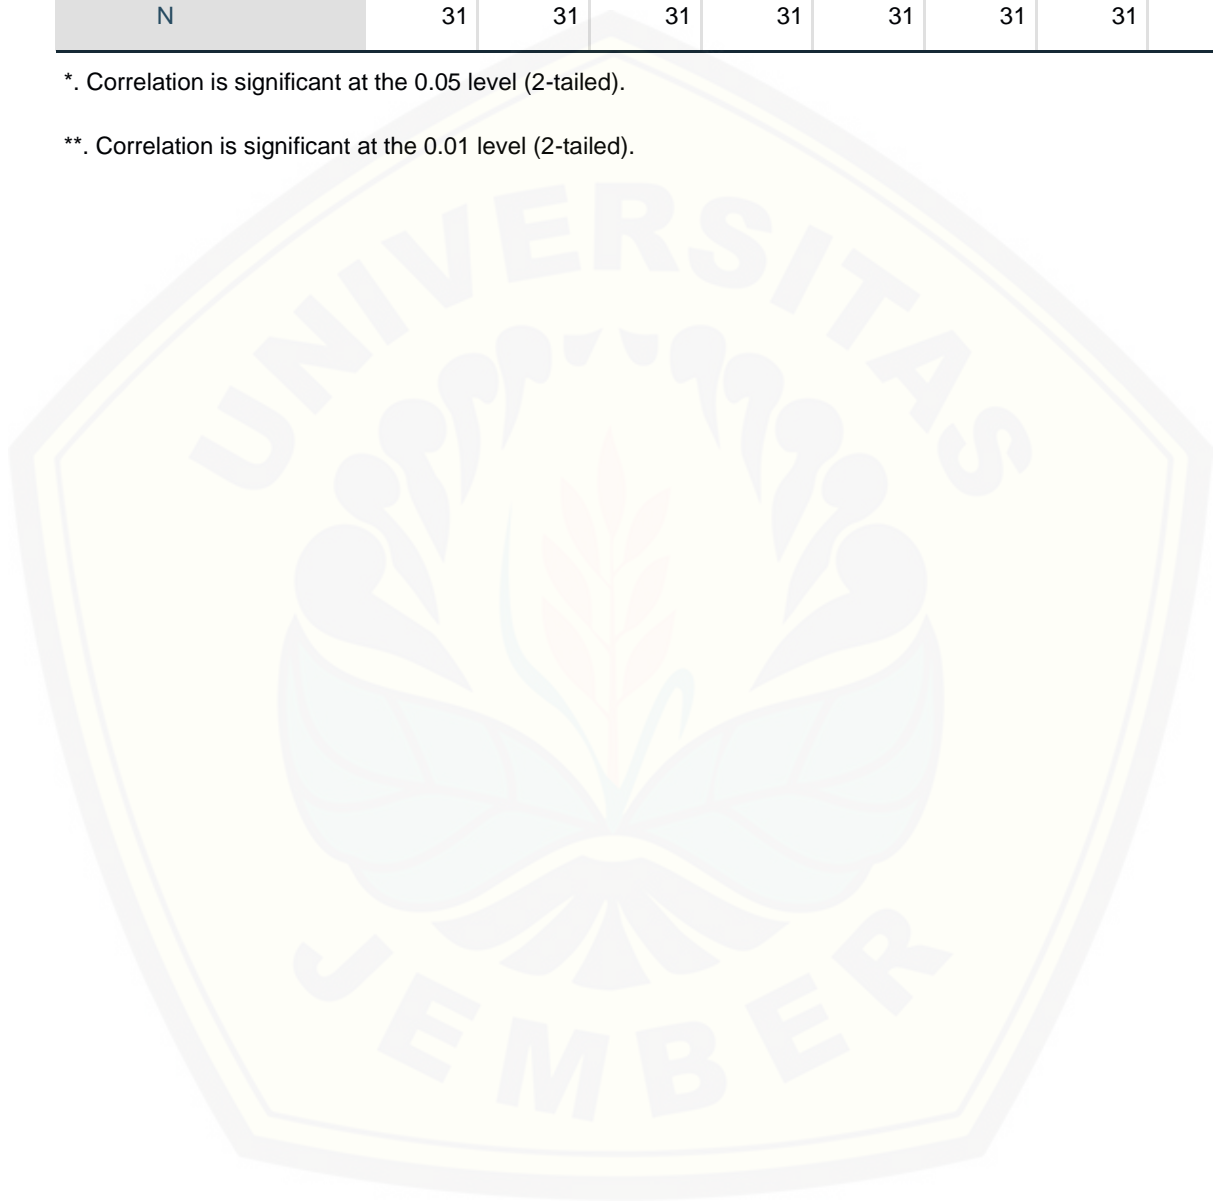 N 31 31 31 31 31 31 31
*. Correlation is significant at the 0.05 level (2-tailed).
**. Correlation is significant at the 0.01 level (2-tailed).
UNIVERSITAS
JEMBER